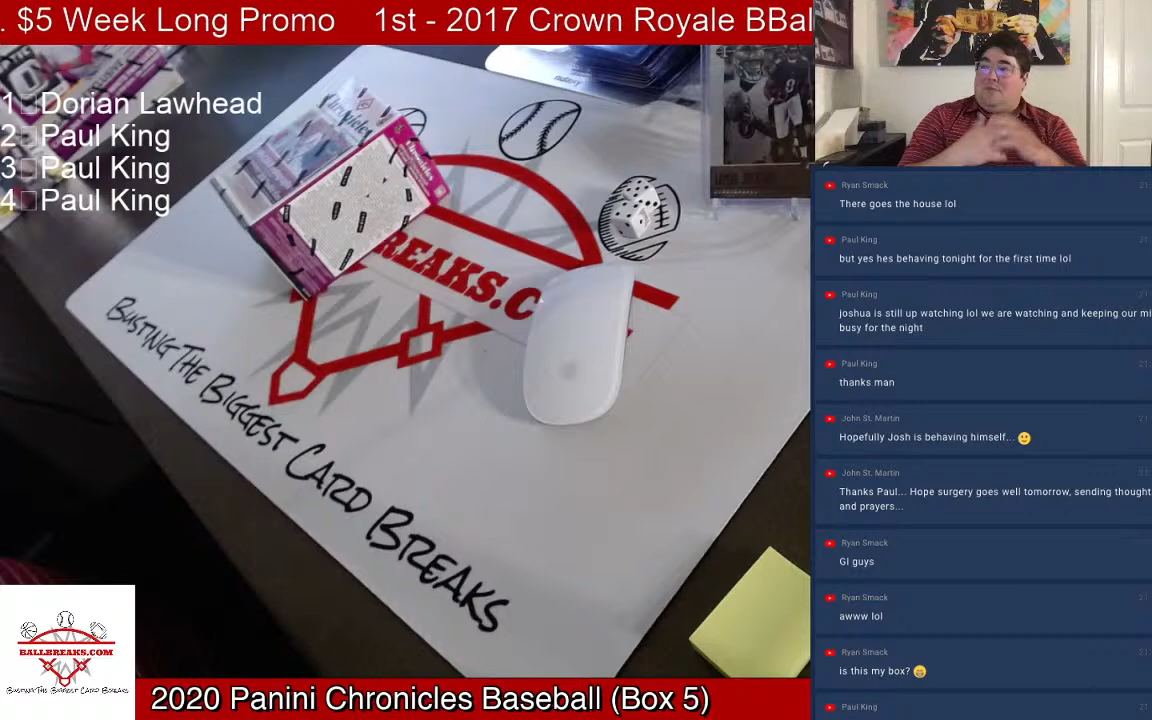 . $5 Week Long Promo 1st - 2017 Crown Royale BBal
1 Dorian Lawhead
2 Paul King
3 Paul King
4 Paul King
Chronicles
BREAKS.C
BUSTING THE BIGGEST CARD BREAKS
BALLBREAKS.COM
BUSTING THE BIGGEST CARD BREAKS
2020 Panini Chronicles Baseball (Box 5)
Ryan Smack
There goes the house lol
Paul King
but yes hes behaving tonight for the first time lol
Paul King
joshua is still up watching lol we are watching and keeping our mi
busy for the night
Paul King
thanks man
John St. Martin
Hopefully Josh is behaving himself... 🙂
John St. Martin
Thanks Paul... Hope surgery goes well tomorrow, sending thought
and prayers...
Ryan Smack
Gl guys
Ryan Smack
awww lol
Ryan Smack
is this my box? 😁
Paul King